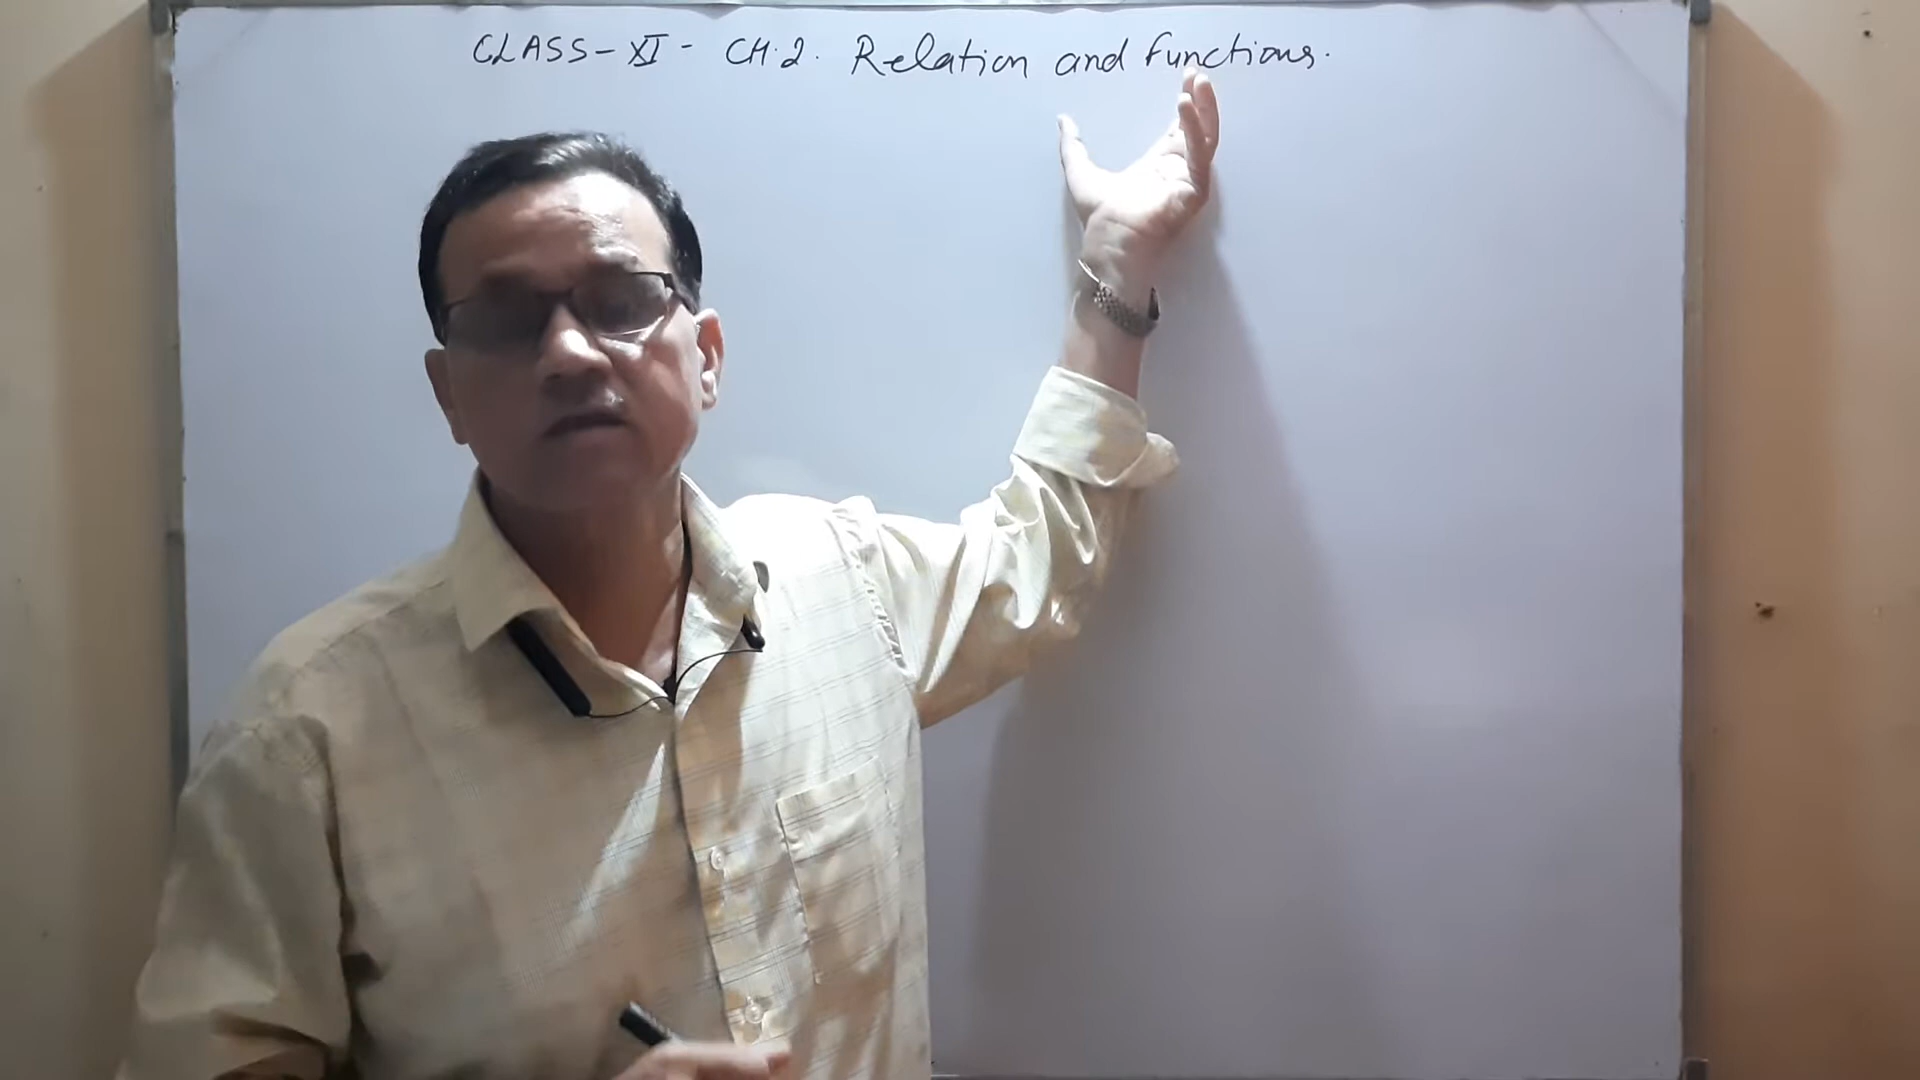 CLASS-XI- CH.2. Relation and functions.